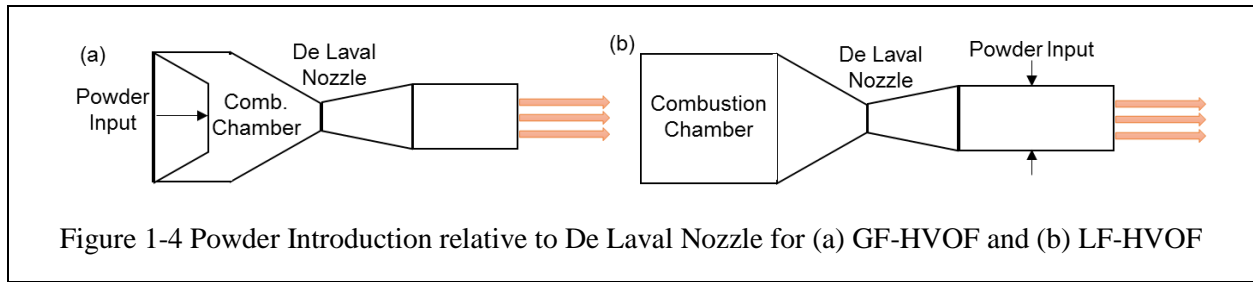 (a)
De Laval
Nozzle
Powder
Input
Comb.
Chamber
(b)
De Laval
Nozzle
Powder Input
Combustion
Chamber
Figure 1-4 Powder Introduction relative to De Laval Nozzle for (a) GF-HVOF and (b) LF-HVOF